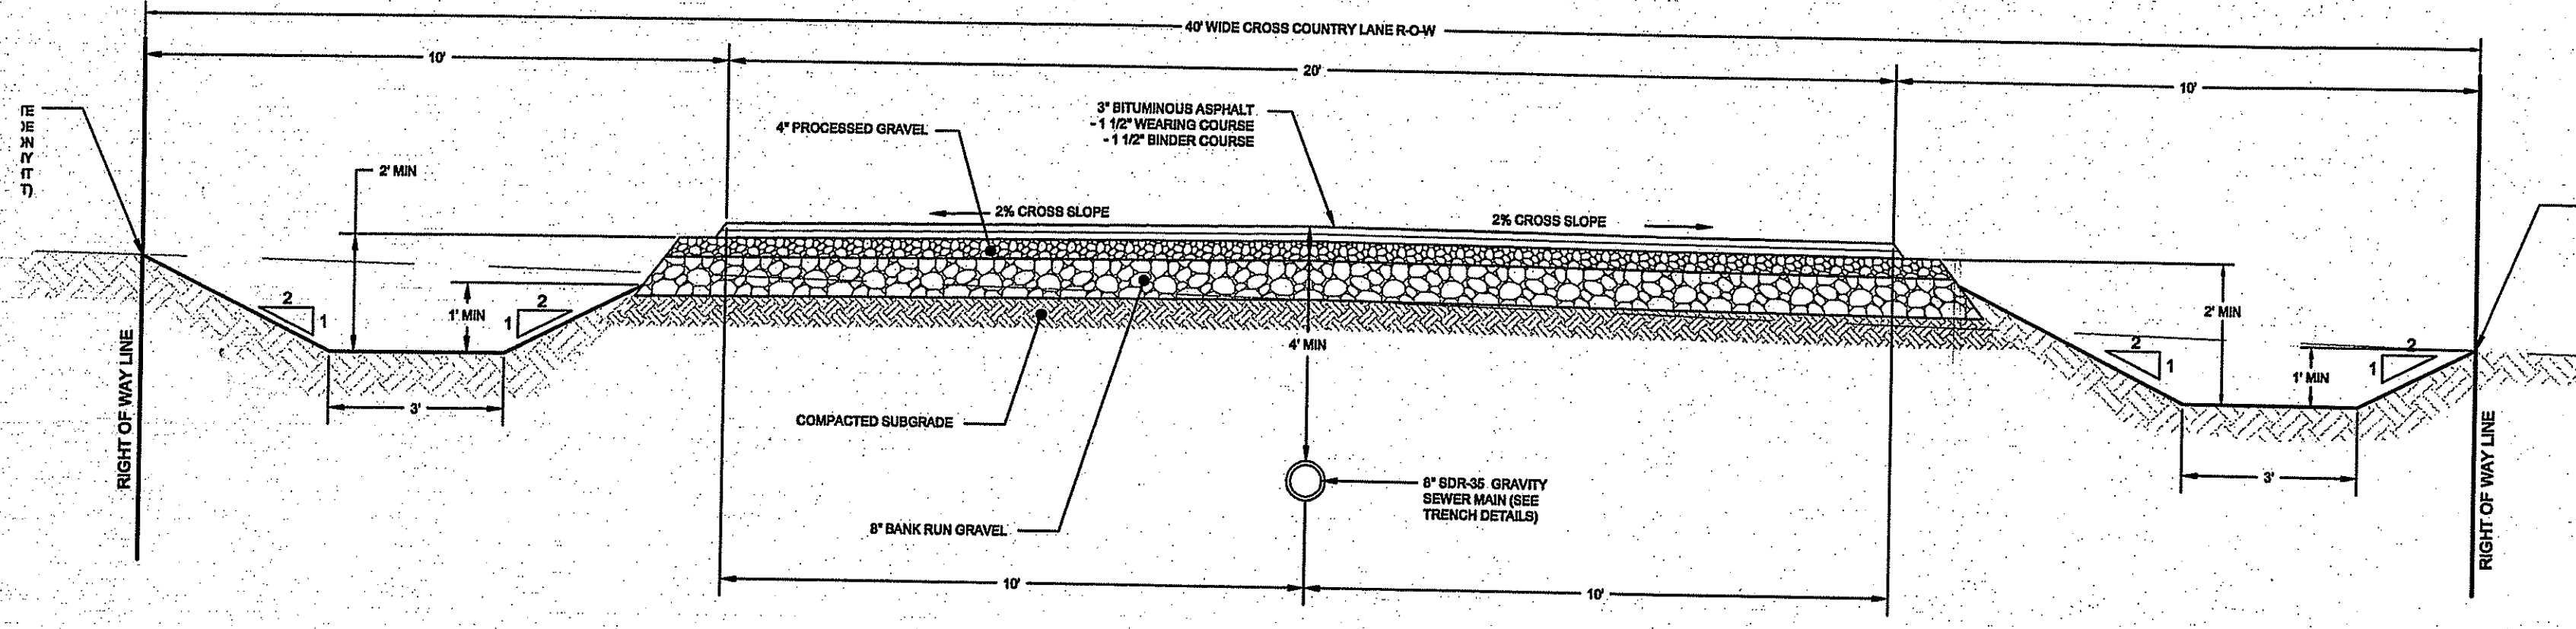 40' WIDE CROSS COUNTRY LANE R-O-W
10'
20'
10'
3" BITUMINOUS ASPHALT
- 1 1/2" WEARING COURSE
- 1 1/2" BINDER COURSE
4" PROCESSED GRAVEL
2' MIN
2% CROSS SLOPE
2% CROSS SLOPE
2
1
1' MIN
2
1
4' MIN
2' MIN
2
1
1' MIN
2
1
RIGHT OF WAY LINE
3'
COMPACTED SUBGRADE
8" BANK RUN GRAVEL
8" SDR-35 GRAVITY
SEWER MAIN (SEE
TRENCH DETAILS)
3'
RIGHT OF WAY LINE
10'
10'